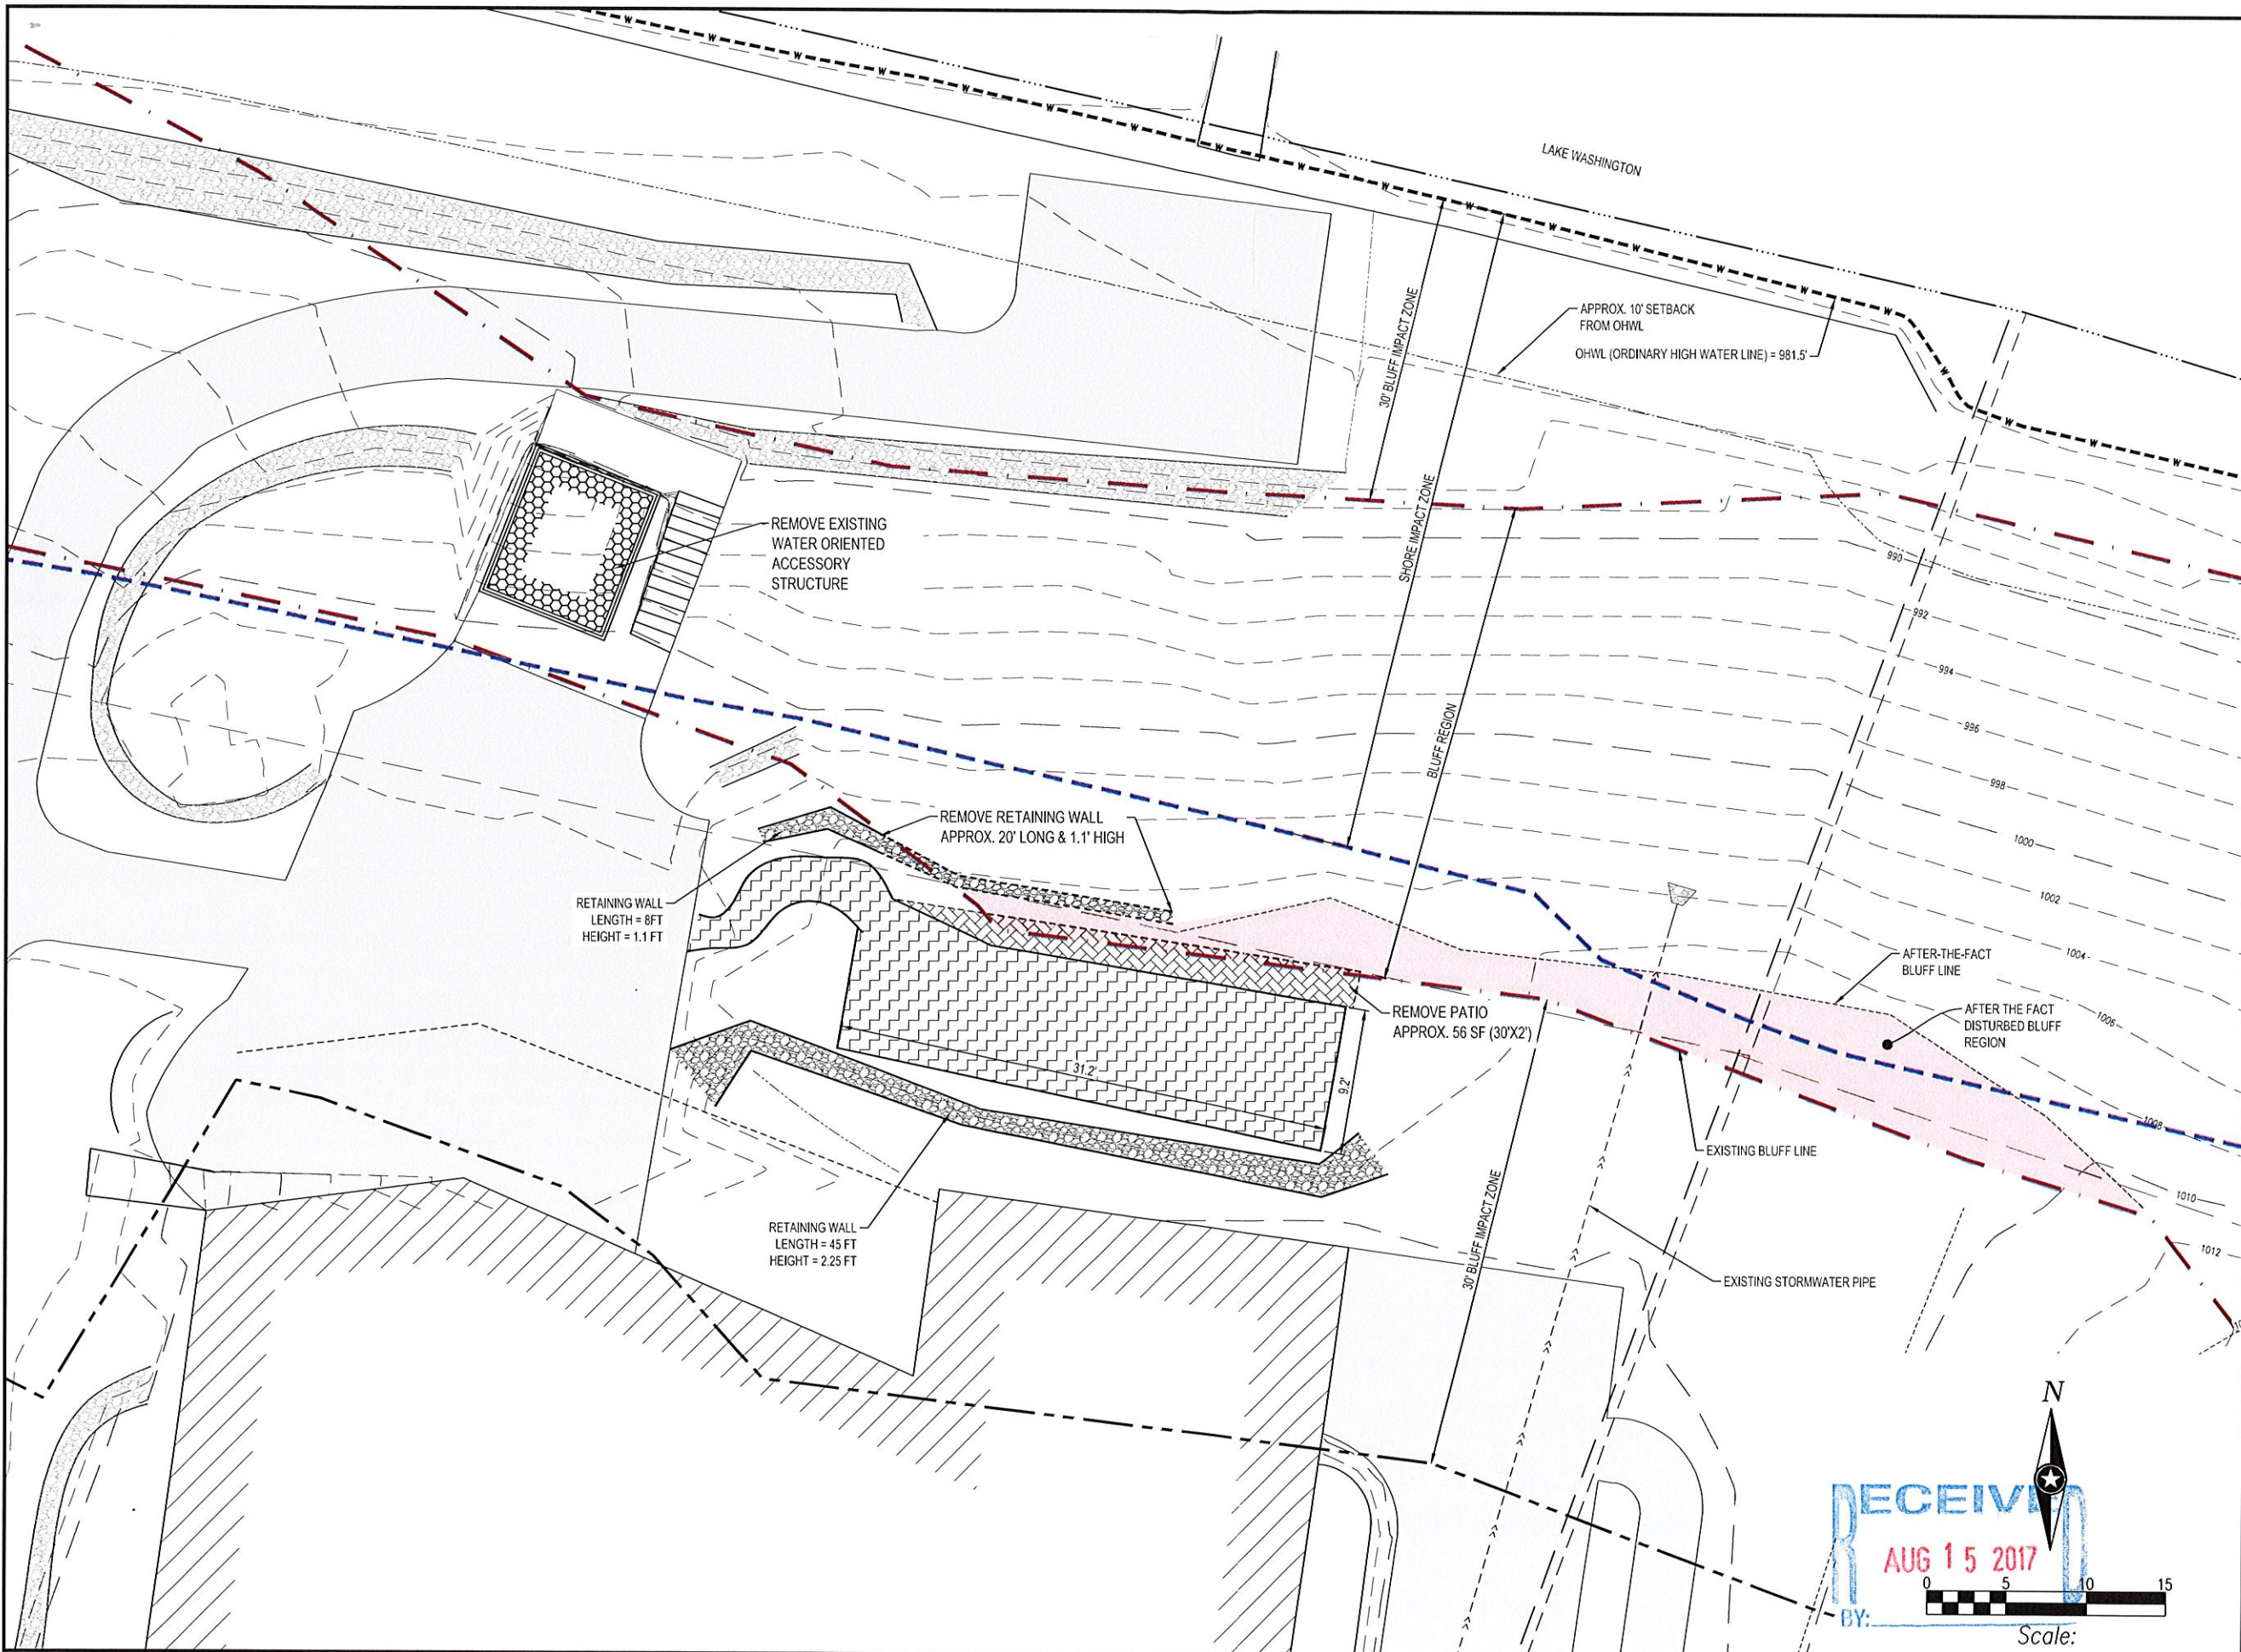 LAKE WASHINGTON
30' BLUFF IMPACT ZONE
APPROX. 10' SETBACK
FROM OHWL
OHWL (ORDINARY HIGH WATER LINE) = 981.5'
SHORE IMPACT ZONE
REMOVE EXISTING
WATER ORIENTED
ACCESSORY
STRUCTURE
990
992
994
996
998
1000
1002
1004
1006
1008
1010
1012
BLUFF REGION
REMOVE RETAINING WALL
APPROX. 20' LONG & 1.1' HIGH
RETAINING WALL
LENGTH = 8FT
HEIGHT = 1.1 FT
AFTER-THE-FACT
BLUFF LINE
AFTER THE FACT
DISTURBED BLUFF
REGION
REMOVE PATIO
APPROX. 56 SF (30'X2')
31.2'
9.2'
EXISTING BLUFF LINE
RETAINING WALL
LENGTH = 45 FT
HEIGHT = 2.25 FT
30' BLUFF IMPACT ZONE
EXISTING STORMWATER PIPE
N
RECEIVED
AUG 15 2017
BY:
0 5 10 15
Scale:
W W W W W W W W W W W W W W W W W W W